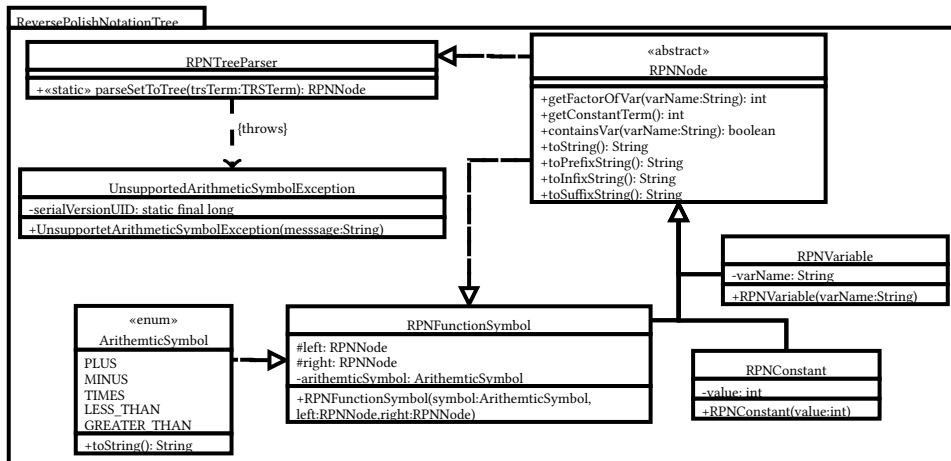 ReversePolishNotationTree
RPNTreeParser
+«static» parseSetToTree(trsTerm:TRSTerm): RPNNode
{throws}
UnsupportedArithmeticSymbolException
-serialVersionUID: static final long
+UnsupportetArithmeticSymbolException(messsage:String)
«abstract»
RPNNode
+getFactorOfVar(varName:String): int
+getConstantTerm(): int
+containsVar(varName:String): boolean
+toString(): String
+toPrefixString(): String
+toInfixString(): String
+toSuffixString(): String
RPNVariable
-varName: String
+RPNVariable(varName:String)
«enum»
ArithemticSymbol
PLUS
MINUS
TIMES
LESS_THAN
GREATER_THAN
+toString(): String
RPNFunctionSymbol
#left: RPNNode
#right: RPNNode
-arithemticSymbol: ArithemticSymbol
+RPNFunctionSymbol(symbol:ArithemticSymbol,
left:RPNNode,right:RPNNode)
RPNConstant
-value: int
+RPNConstant(value:int)